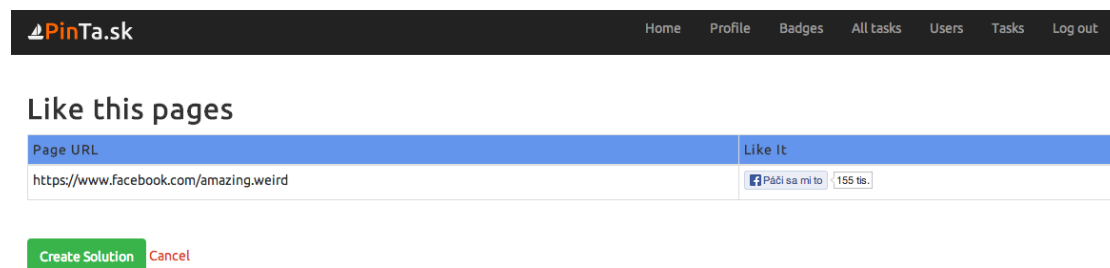 PinTa.sk Home Profile Badges All tasks Users Tasks Log out
Like this pages
Page URL Like It
https://www.facebook.com/amazing.weird Páči sa mi to 155 tis.
Create Solution Cancel